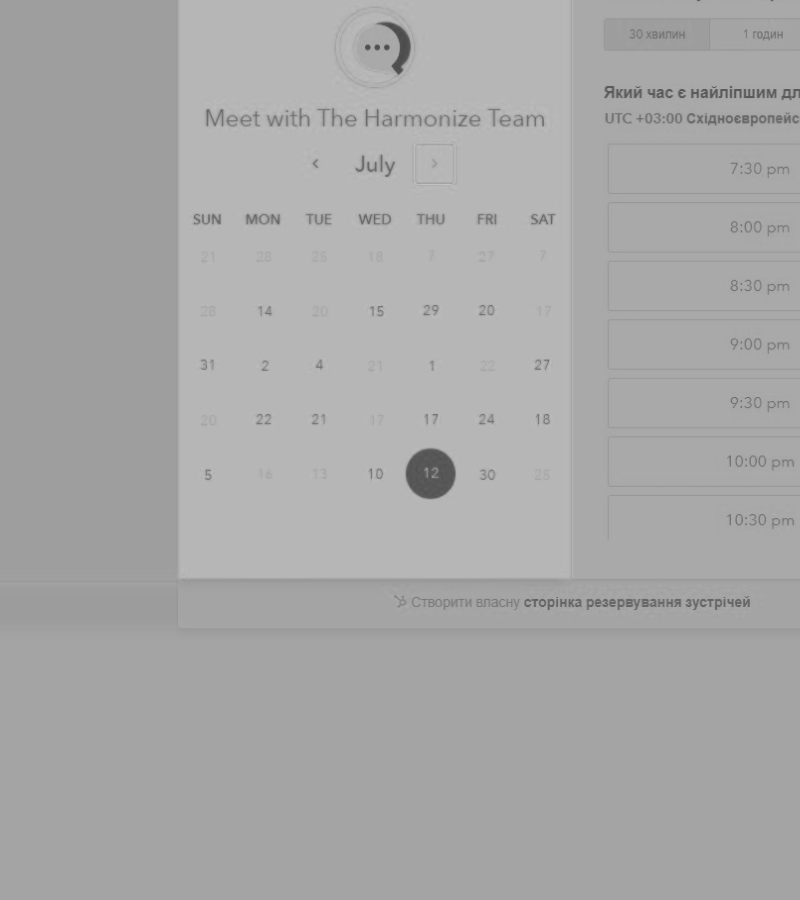 Meet with The Harmonize Team
July
SUN MON TUE WED THU FRI SAT
21 28 18 7 27 7
28 14 20 15 29 20 17
31 2 4 21 1 22 27
20 22 21 17 17 24 18
5 16 13 10 12 30
30 хвилин 1 годин
Який час є найліпшим дл
UTC +03:00 Східноєвропейс
7:30 pm
8:00 pm
8:30 pm
9:00 pm
9:30 pm
10:00 pm
10:30 pm
Створити власну сторінка резервування зустрічей